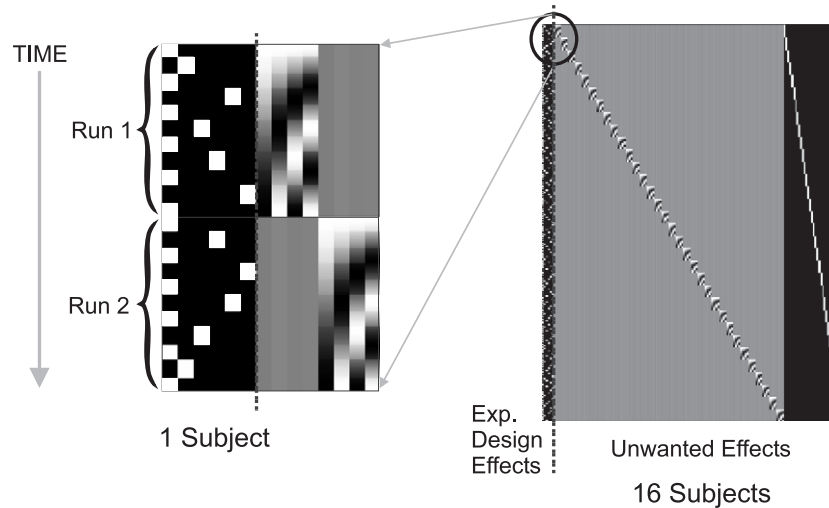 TIME
Run 1
Run 2
1 Subject
Exp.
Design
Effects
Unwanted Effects
16 Subjects